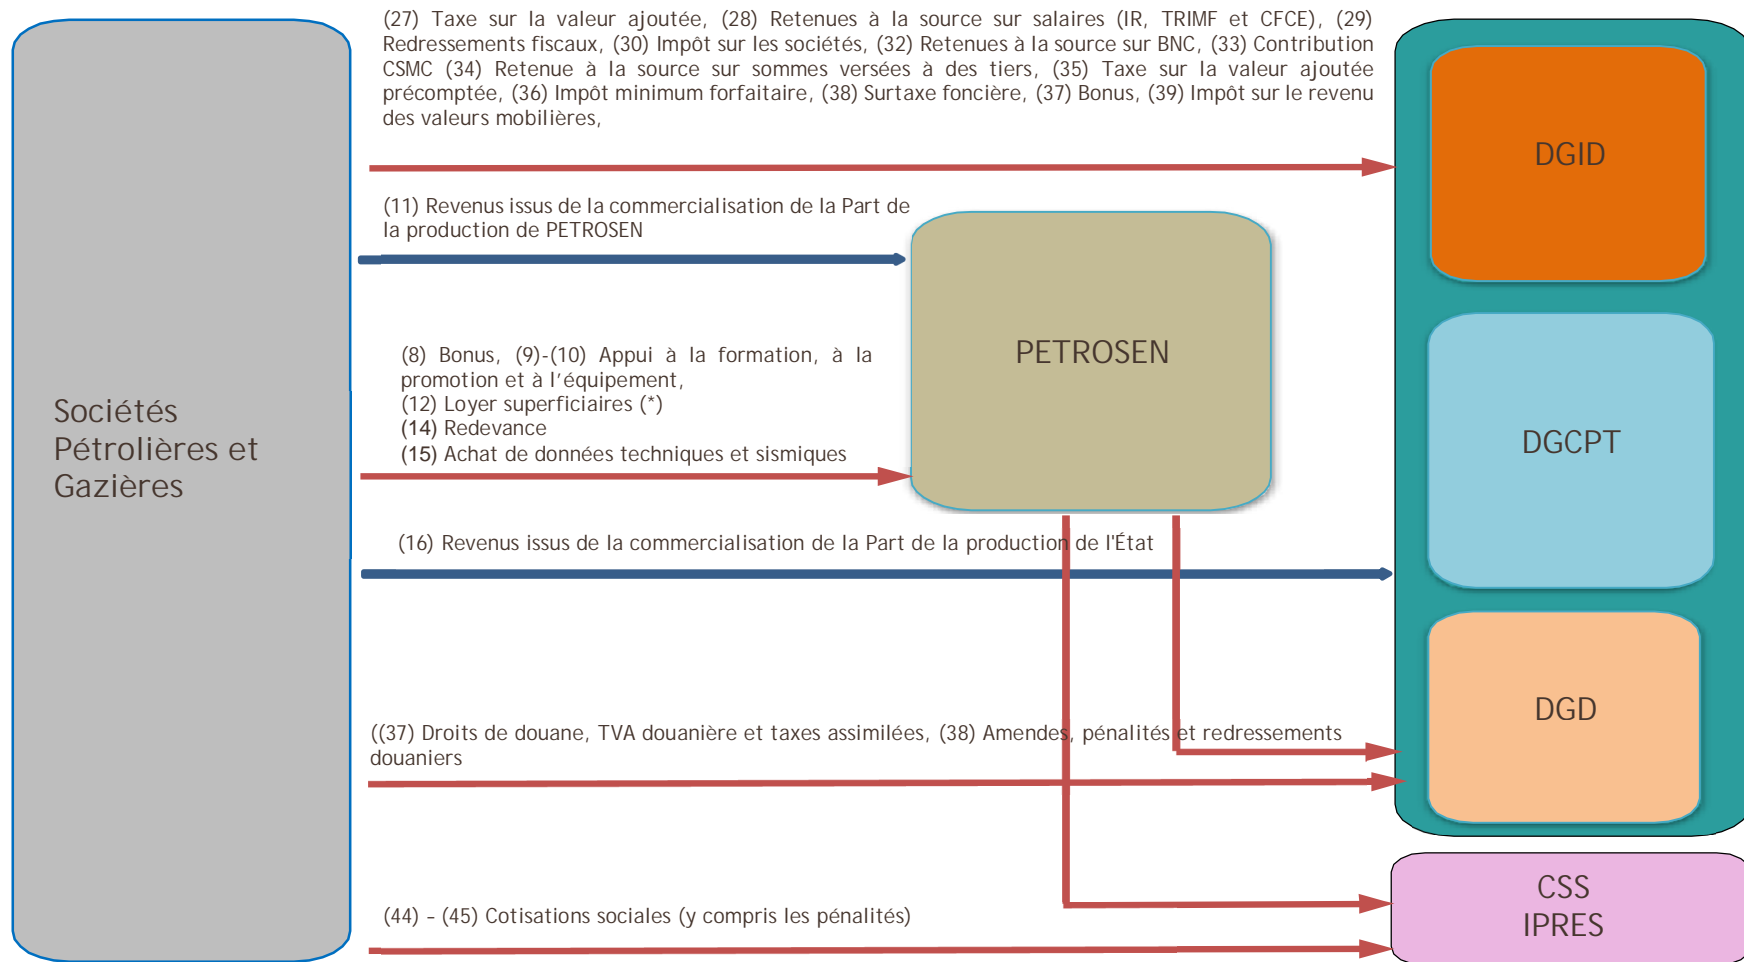 (27) Taxe sur la valeur ajoutée, (28) Retenues à la source sur salaires (IR, TRIMF et CFCE), (29)
Redressements fiscaux, (30) Impôt sur les sociétés, (32) Retenues à la source sur BNC, (33) Contribution
CSMC (34) Retenue à la source sur sommes versées à des tiers, (35) Taxe sur la valeur ajoutée
précomptée, (36) Impôt minimum forfaitaire, (38) Surtaxe foncière, (37) Bonus, (39) Impôt sur le revenu
des valeurs mobilières,
DGID
(11) Revenus issus de la commercialisation de la Part de
la production de PETROSEN
PETROSEN
(8) Bonus, (9)-(10) Appui à la formation, à la
promotion et à l’équipement,
(12) Loyer superficiaires (*)
(14) Redevance
(15) Achat de données techniques et sismiques
Sociétés
Pétrolières et
Gazières
DGCPT
(16) Revenus issus de la commercialisation de la Part de la production de l'État
DGD
((37) Droits de douane, TVA douanière et taxes assimilées, (38) Amendes, pénalités et redressements
douaniers
CSS
IPRES
(44) – (45) Cotisations sociales (y compris les pénalités)